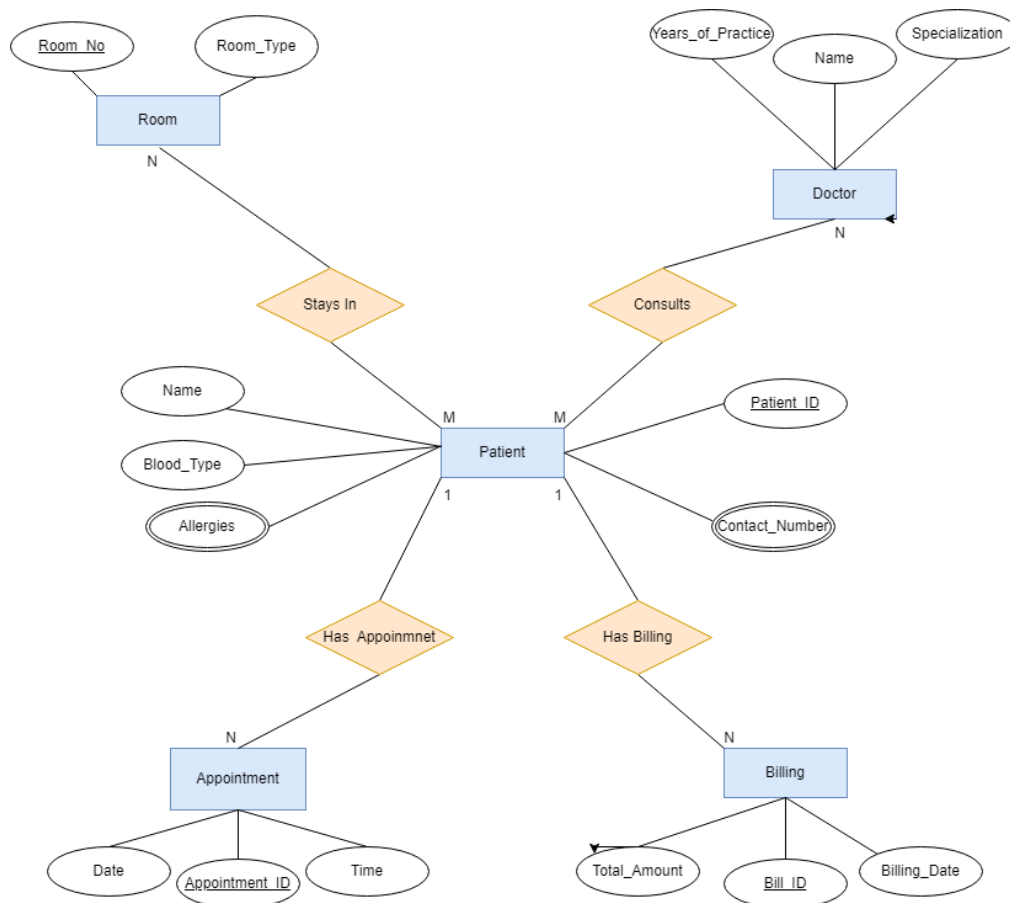 Room_No
Room_Type
Years_of_Practice
Name
Specialization
Room
N
Doctor
N
Stays In
Consults
Name
Patient_ID
M
M
Blood_Type
Patient
Allergies
1
1
Contact_Number
Has Appoinmnet
Has Billing
N
N
Appointment
Billing
Date
Appointment_ID
Time
Total_Amount
Bill_ID
Billing_Date